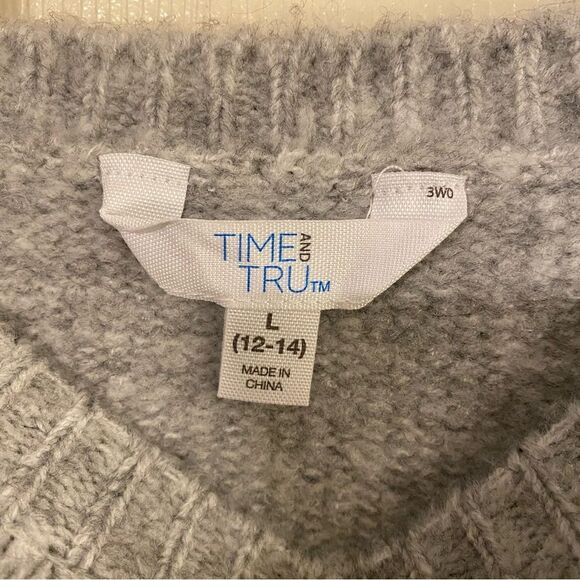 3W0
TIME AND
TRU™
L
(12-14)
MADE IN
CHINA